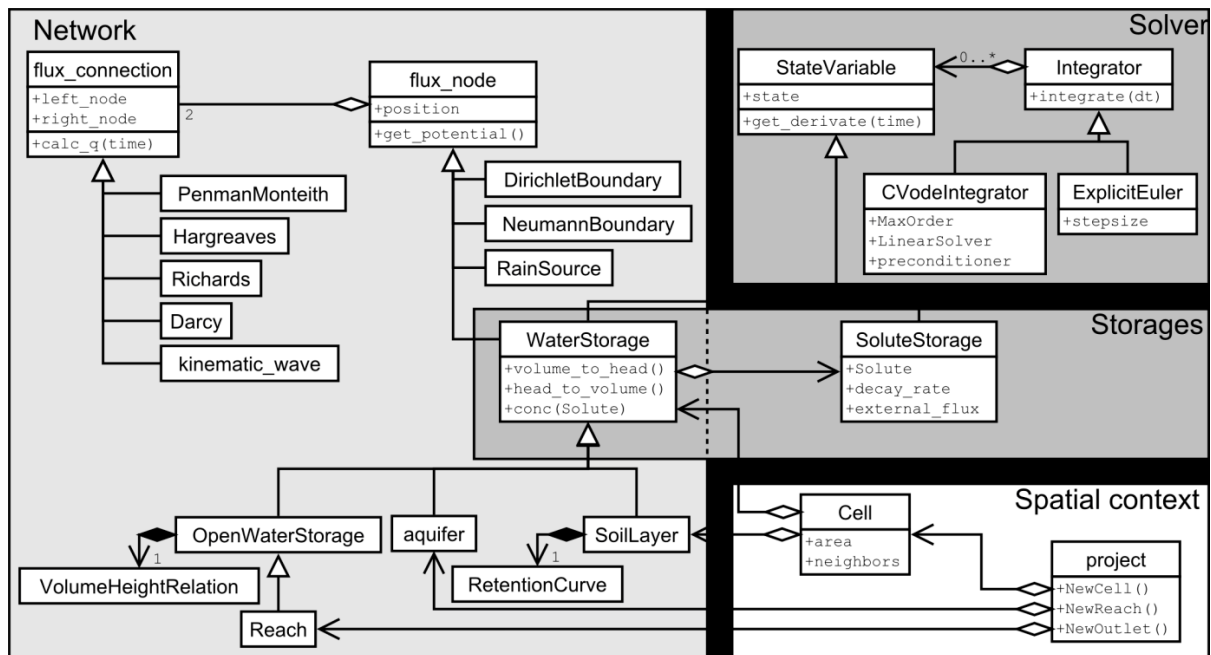 Network
flux_connection
+left_node
+right_node
+calc_q(time)
2
flux_node
+position
+get_potential()
PenmanMonteith
Hargreaves
Richards
Darcy
kinematic_wave
DirichletBoundary
NeumannBoundary
RainSource
Solver
StateVariable
+state
+get_derivate(time)
0..*
Integrator
+integrate(dt)
CVodeIntegrator
+MaxOrder
+LinearSolver
+preconditioner
ExplicitEuler
+stepsize
Storages
WaterStorage
+volume_to_head()
+head_to_volume()
+conc(Solute)
SoluteStorage
+Solute
+decay_rate
+external_flux
OpenWaterStorage
1
VolumeHeightRelation
Reach
aquifer
SoilLayer
1
RetentionCurve
Spatial context
Cell
+area
+neighbors
project
+NewCell()
+NewReach()
+NewOutlet()